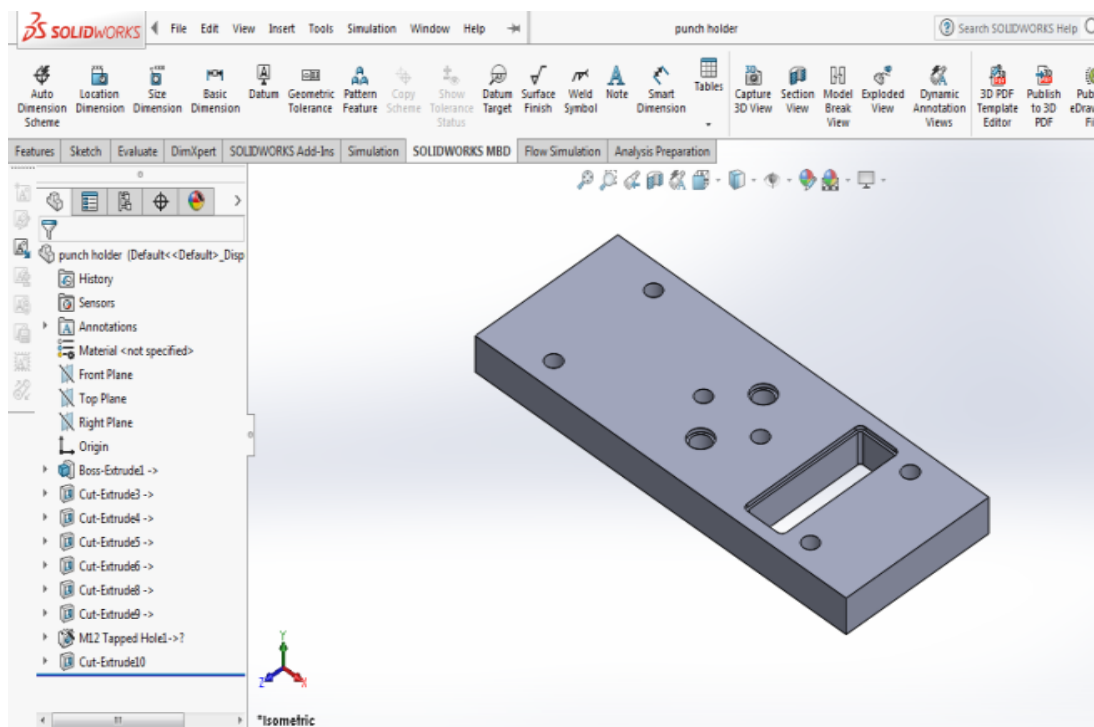 SOLIDWORKS File Edit View Insert Tools Simulation Window Help punch holder Search SOLIDWORKS Help
Auto Dimension Scheme
Location Dimension
Size Dimension
Basic Dimension
Datum
Geometric Tolerance
Pattern Feature
Copy Scheme
Show Tolerance Status
Datum Target
Surface Finish
Weld Symbol
Note
Smart Dimension
Tables
Capture 3D View
Section View
Model Break View
Exploded View
Dynamic Annotation Views
3D PDF Template Editor
Publish to 3D PDF
Features Sketch Evaluate DimXpert SOLIDWORKS Add-Ins Simulation SOLIDWORKS MBD Flow Simulation Analysis Preparation
punch holder (Default<<Default>_Disp
History
Sensors
Annotations
Material <not specified>
Front Plane
Top Plane
Right Plane
Origin
Boss-Extrude1 ->
Cut-Extrude3 ->
Cut-Extrude4 ->
Cut-Extrude5 ->
Cut-Extrude6 ->
Cut-Extrude8 ->
Cut-Extrude9 ->
M12 Tapped Hole1->?
Cut-Extrude10
Y
Z
X
*Isometric